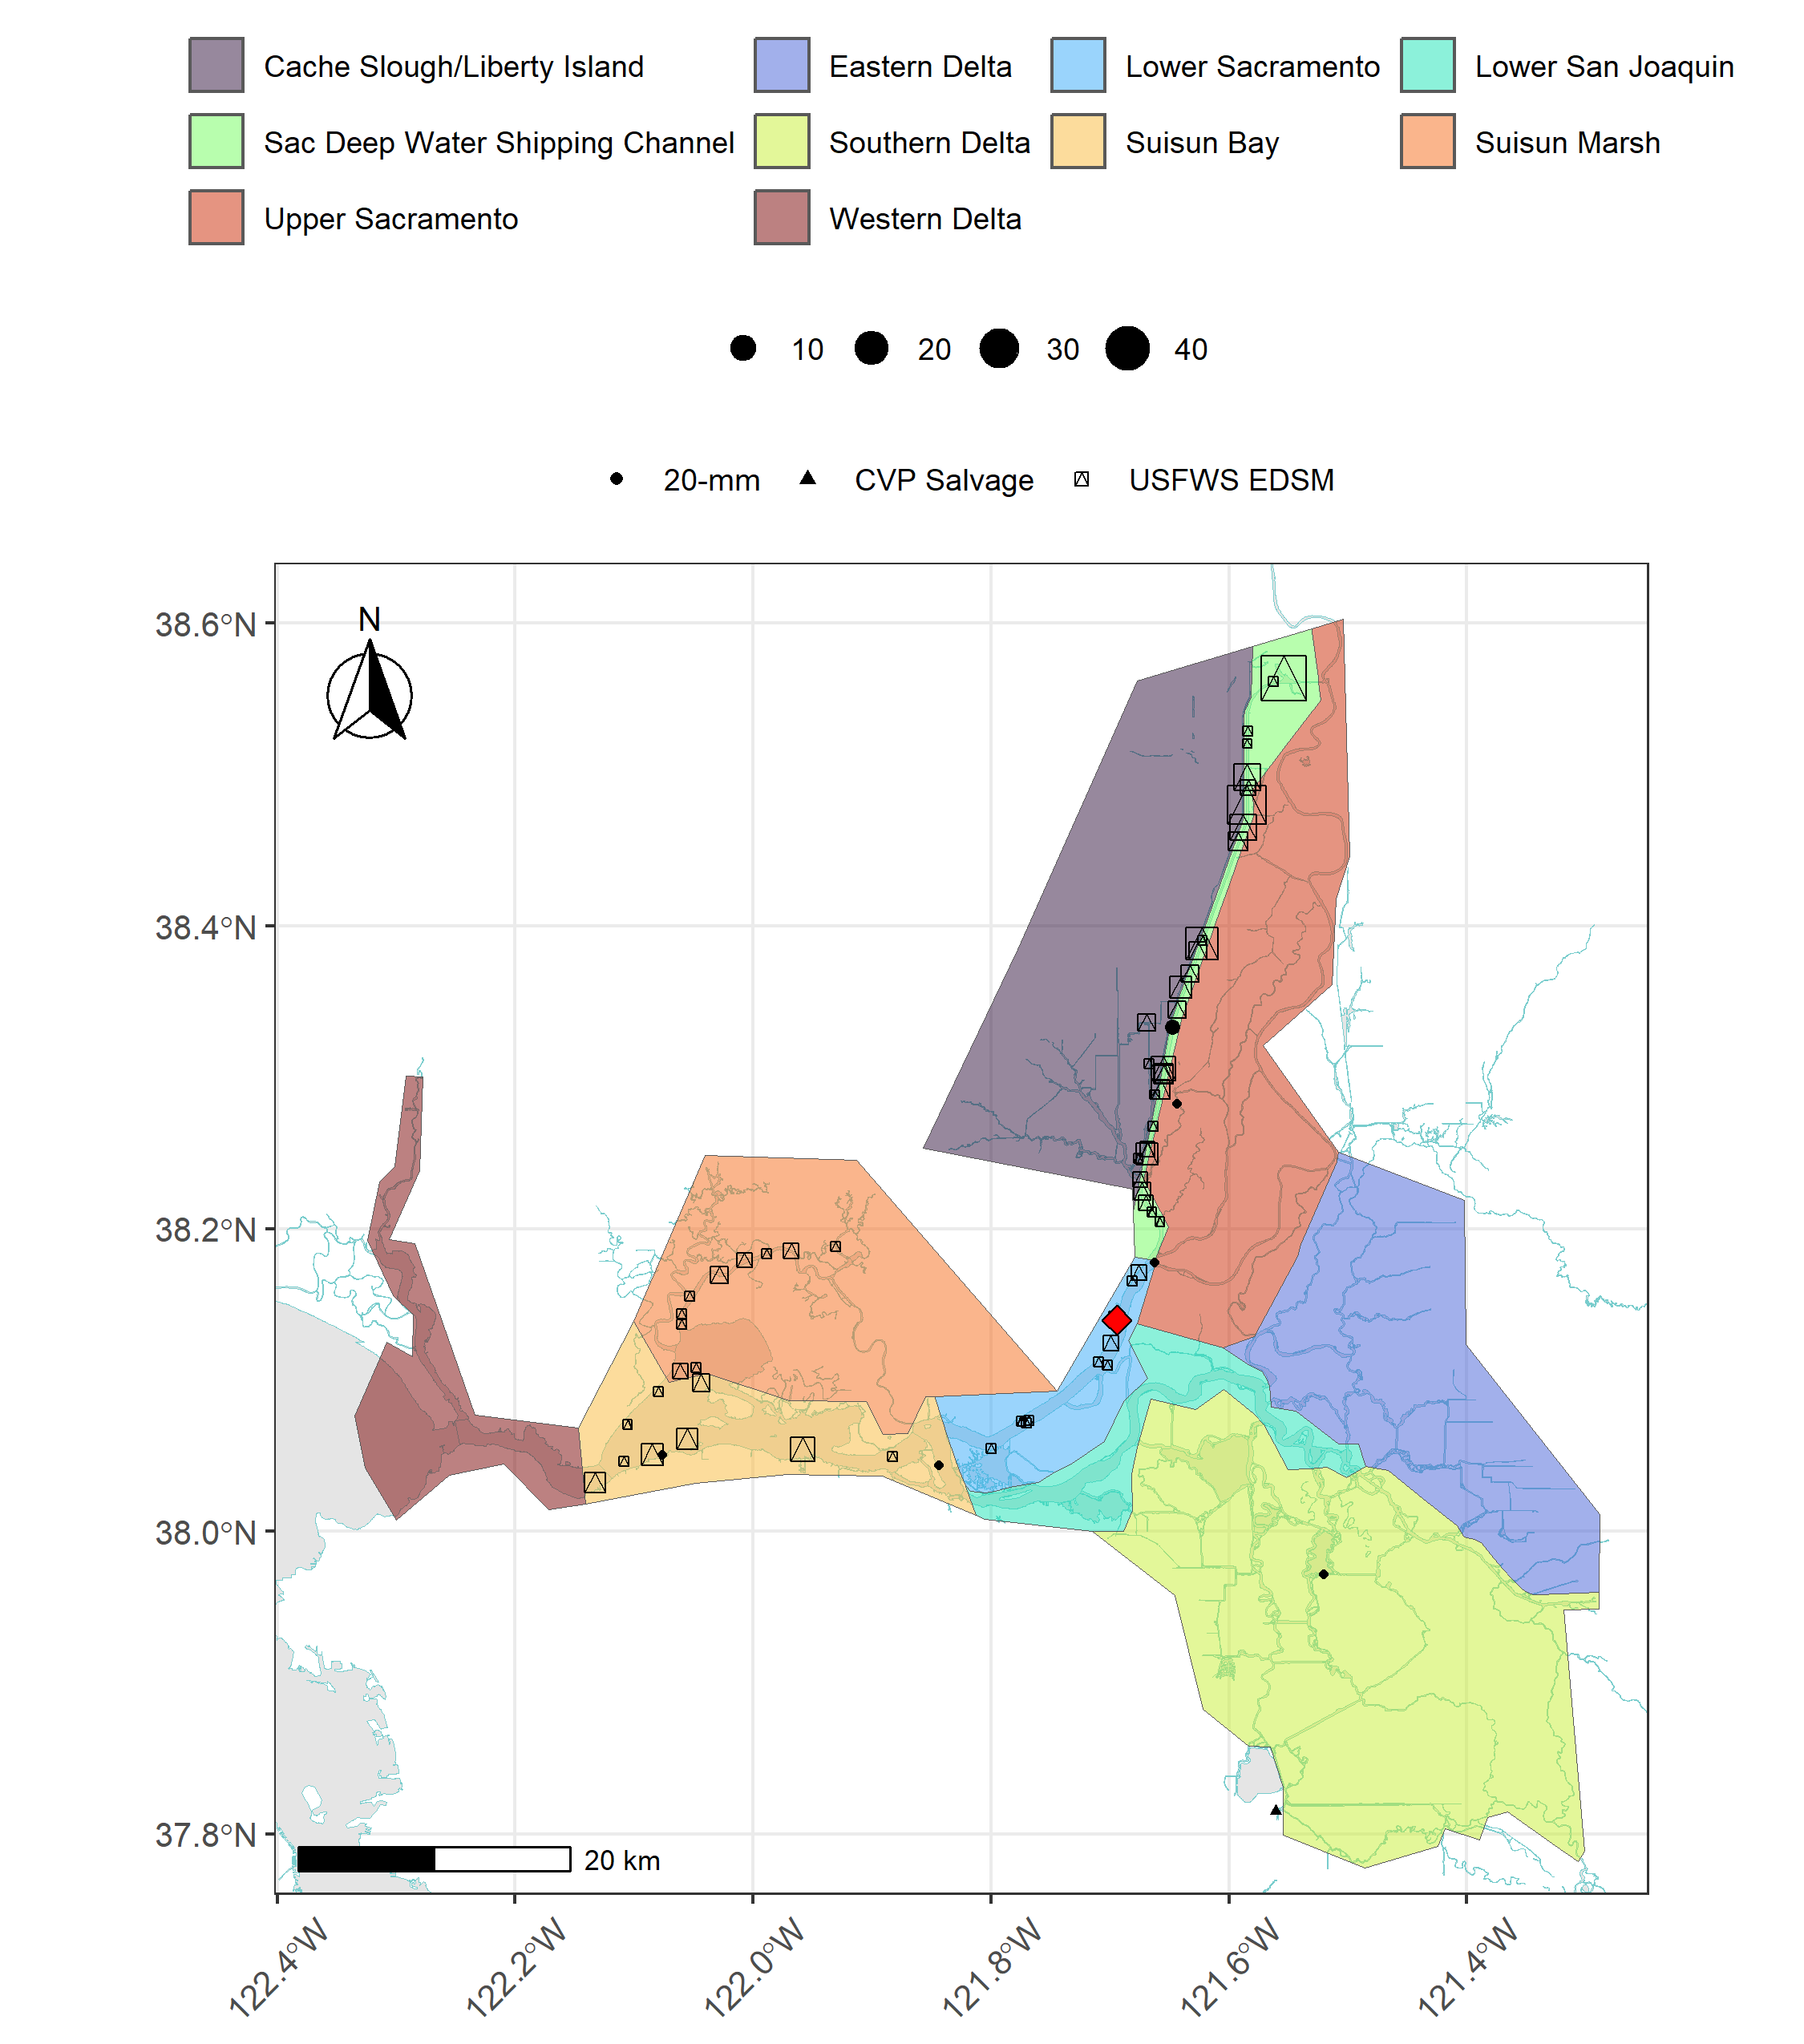 Cache Slough/Liberty Island Eastern Delta Lower Sacramento Lower San Joaquin
Sac Deep Water Shipping Channel Southern Delta Suisun Bay Suisun Marsh
Upper Sacramento Western Delta
10 20 30 40
20-mm CVP Salvage USFWS EDSM
N
38.6°N
38.4°N
38.2°N
38.0°N
37.8°N
20 km
122.4°W 122.2°W 122.0°W 121.8°W 121.6°W 121.4°W